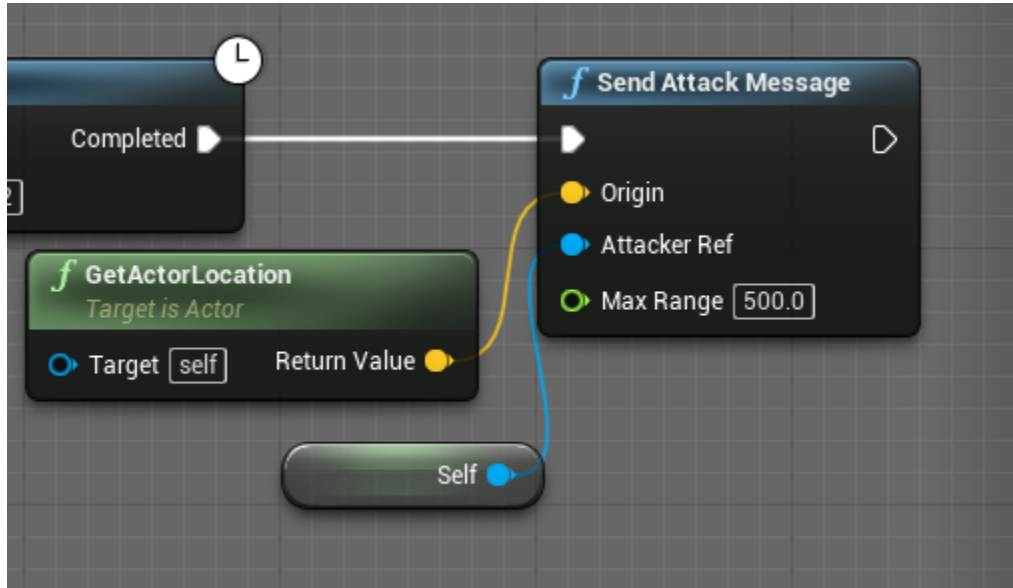 Completed
2
f Send Attack Message
Origin
Attacker Ref
Max Range 500.0
f GetActorLocation
Target is Actor
Target self
Return Value
Self